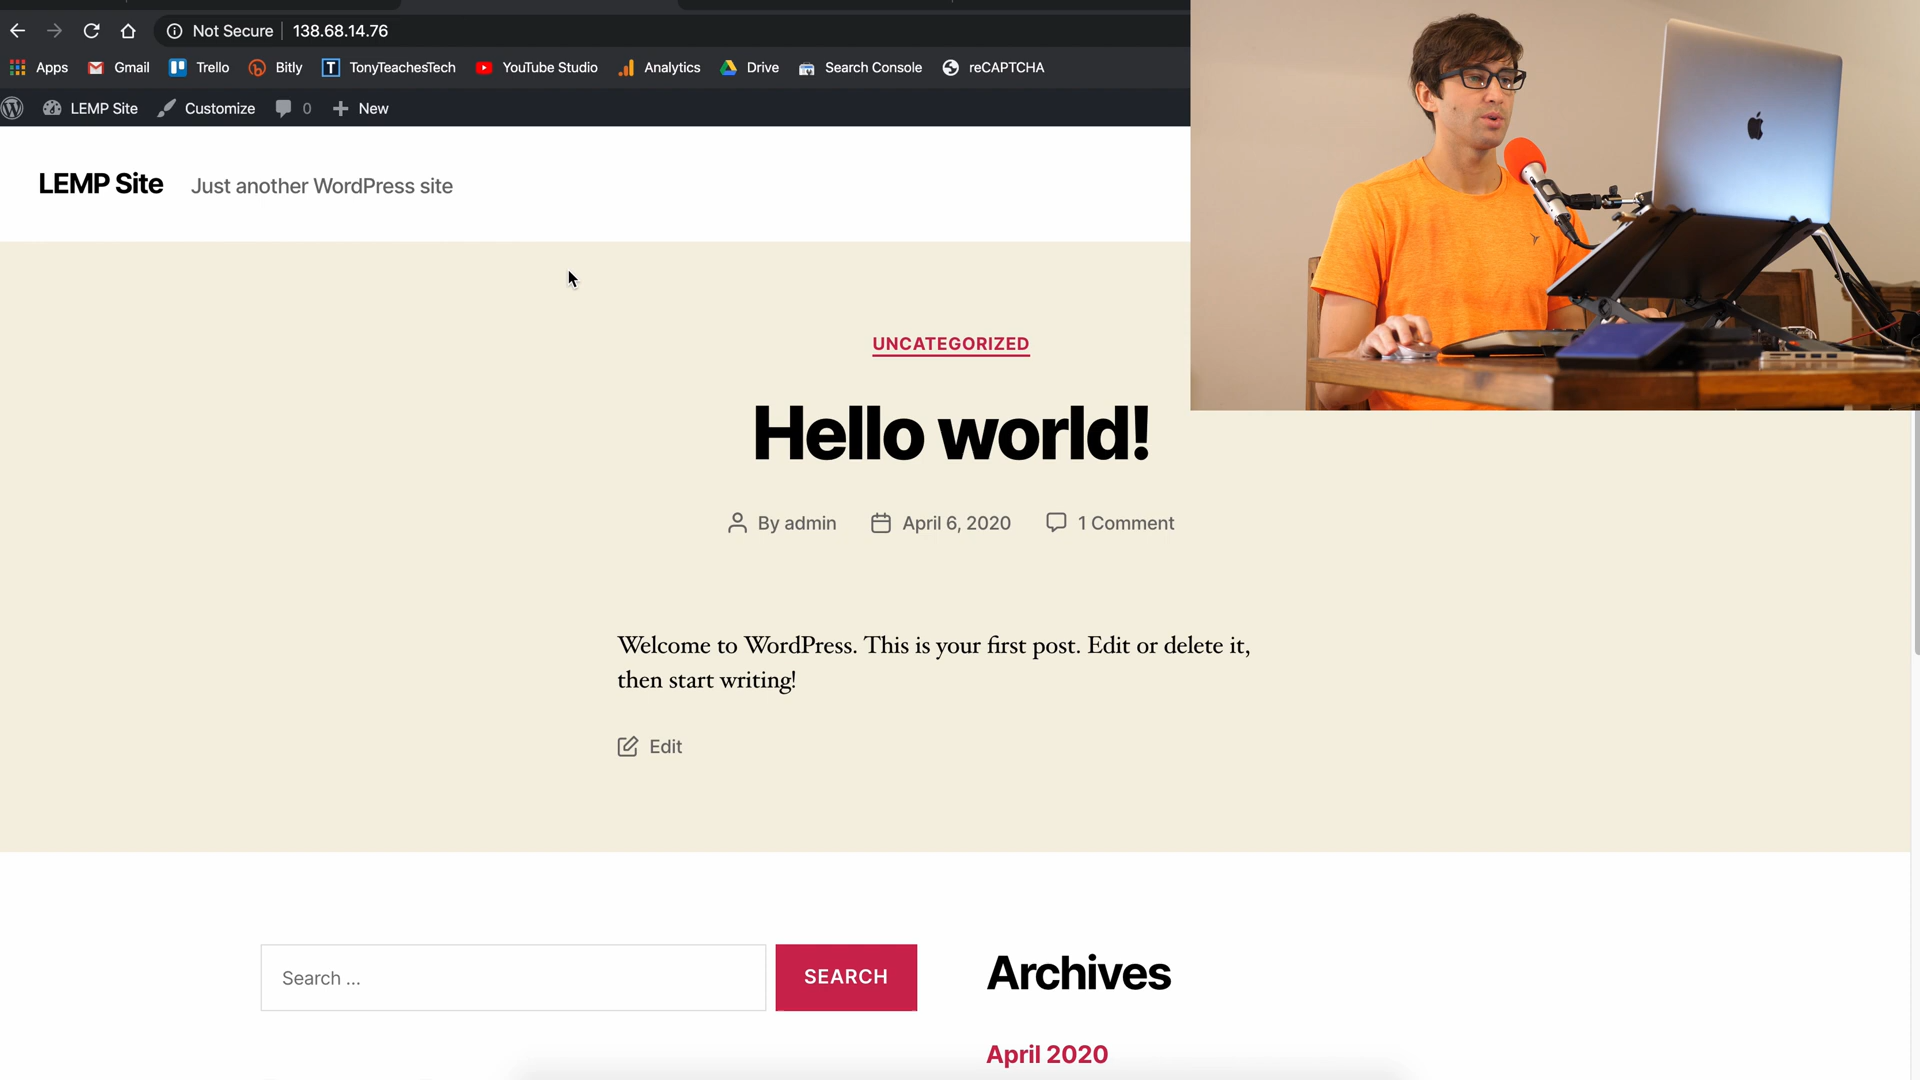 Not Secure 138.68.14.76
Apps Gmail Trello Bitly TonyTeachesTech YouTube Studio Analytics Drive Search Console reCAPTCHA
LEMP Site Customize 0 New
LEMP Site Just another WordPress site
UNCATEGORIZED
Hello world!
By admin April 6, 2020 1 Comment
Welcome to WordPress. This is your first post. Edit or delete it,
then start writing!
Edit
Search ... SEARCH
Archives
April 2020